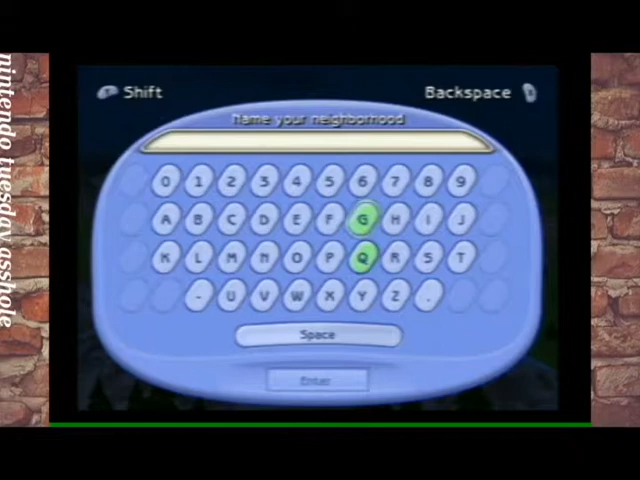 nintendo tuesday asshole
Shift
Backspace
Name your neighborhood
0 1 2 3 4 5 6 7 8 9
A B C D E F G H I J
K L M N O P Q R S T
- U V W X Y Z .
Space
Enter